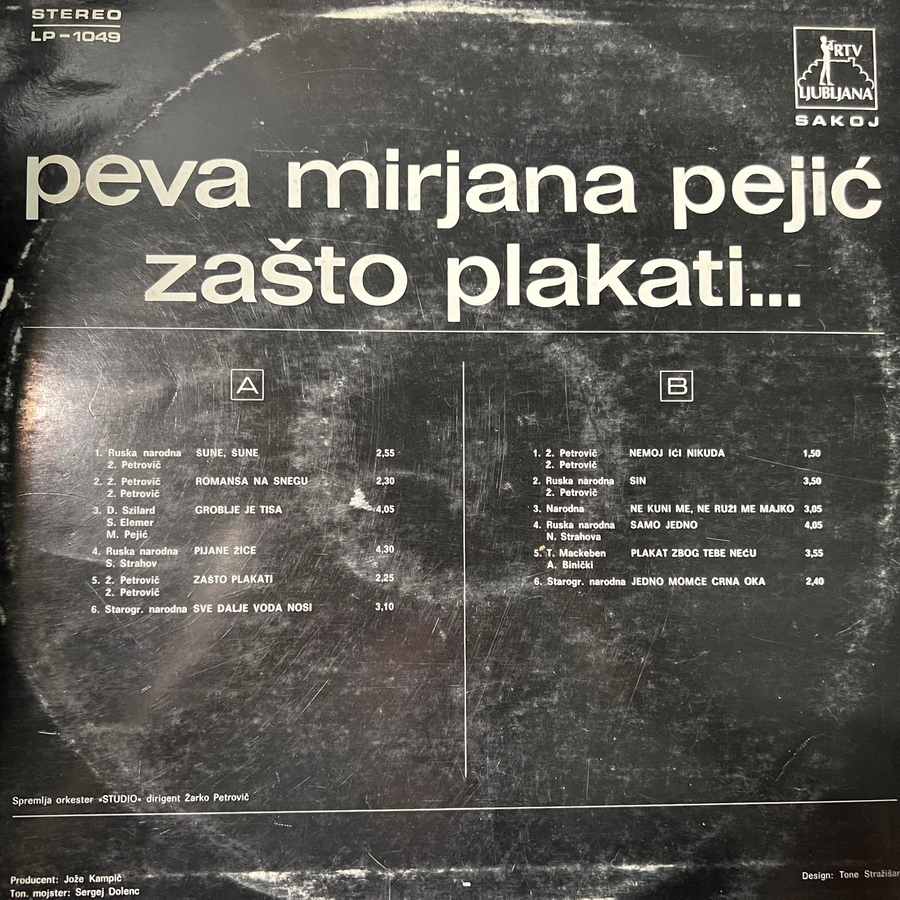 STEREO
LP-1049
RTV
LJUBLJANA
SAKOJ
peva mirjana pejić
zašto plakati...
A
1. Ruska narodna ŠUNE, ŠUNE 2,55
Ž. Petrovič
2. Ž. Petrovič ROMANSA NA SNEGU 2,30
Ž. Petrovič
3. D. Szilard GROBLJE JE TISA 4,05
S. Elemer
M. Pejić
4. Ruska narodna PIJANE ŽICE 4,30
S. Strahov
5. Ž. Petrovič ZAŠTO PLAKATI 2,25
Ž. Petrovič
6. Starogr. narodna SVE DALJE VODA NOSI 3,10
B
1. Ž. Petrovič NEMOJ IĆI NIKUDA 1,50
Ž. Petrovič
2. Ruska narodna SIN 3,50
Ž. Petrovič
3. Narodna NE KUNI ME, NE RUŽI ME MAJKO 3,05
4. Ruska narodna SAMO JEDNO 4,05
N. Strahova
5. T. Mackeben PLAKAT ZBOG TEBE NEĆU 3,55
A. Binički
6. Starogr. narodna JEDNO MOMČE CRNA OKA 2,40
Spremlja orkester »STUDIO« dirigent Žarko Petrovič
Producent: Jože Kampič
Ton. mojster: Sergej Dolenc
Design: Tone Stražišar